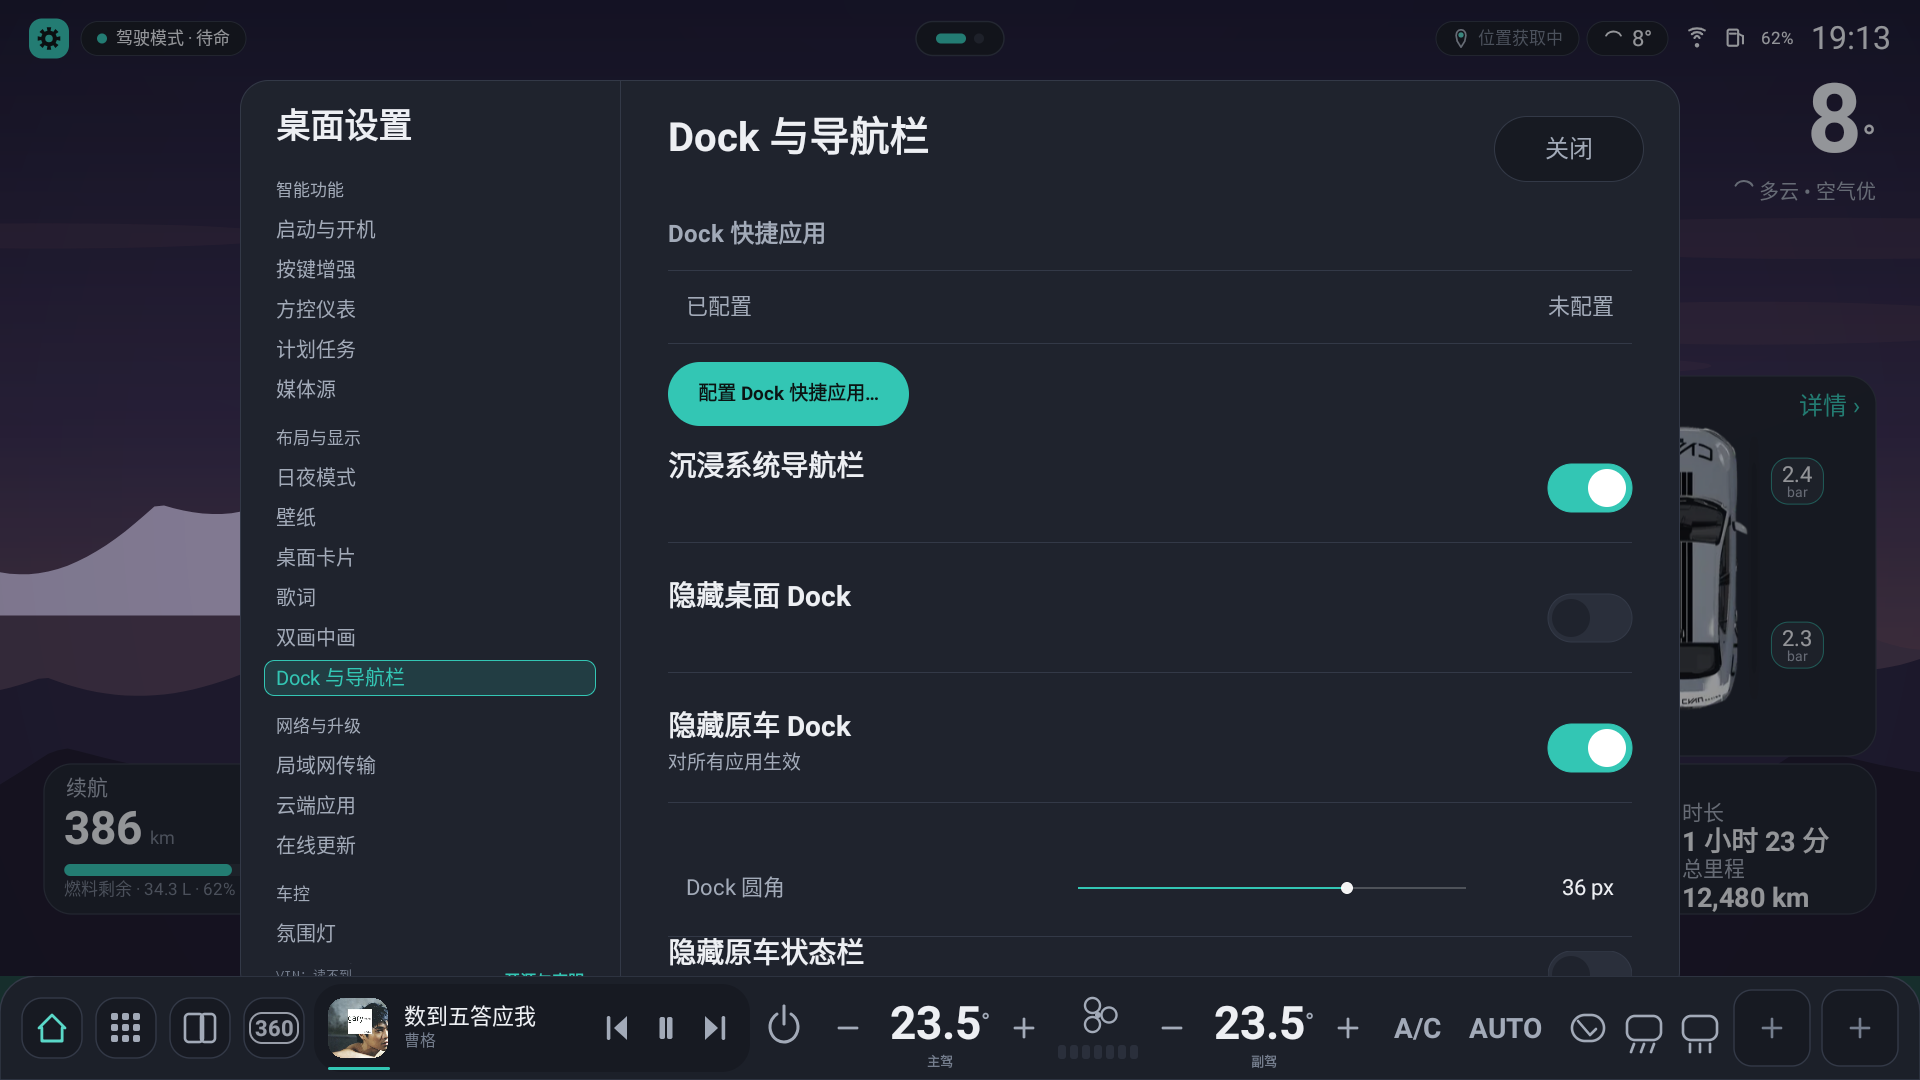 驾驶模式 · 待命
位置获取中
8°
62%
19:13
8°
多云 • 空气优
桌面设置
智能功能
启动与开机
按键增强
方控仪表
计划任务
媒体源
布局与显示
日夜模式
壁纸
桌面卡片
歌词
双画中画
Dock 与导航栏
网络与升级
局域网传输
云端应用
在线更新
车控
氛围灯
Dock 与导航栏
关闭
Dock 快捷应用
已配置
未配置
配置 Dock 快捷应用...
沉浸系统导航栏
隐藏桌面 Dock
隐藏原车 Dock
对所有应用生效
Dock 圆角
36 px
隐藏原车状态栏
详情 ›
2.4
bar
2.3
bar
续航
386 km
燃料剩余 · 34.3 L · 62%
时长
1 小时 23 分
总里程
12,480 km
360
数到五答应我
曹格
23.5°
主驾
23.5°
副驾
A/C
AUTO